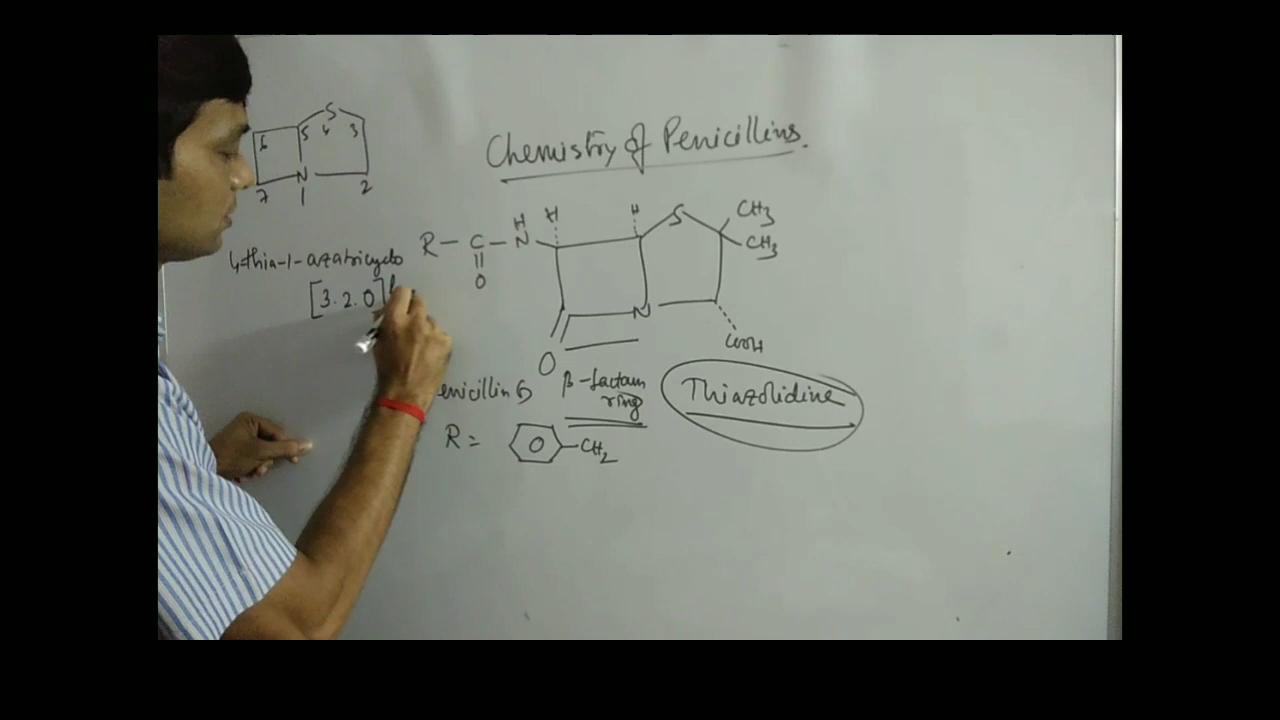 Chemistry of Penicillins.
S
6 5 4 3
N
7 1 2
H H H S CH3
R - C - N CH3
O
N
O COOH
4-thia-1-azabicyclo
[3.2.0]
enicillin G
β-lactam
ring
Thiazolidine
R = CH2